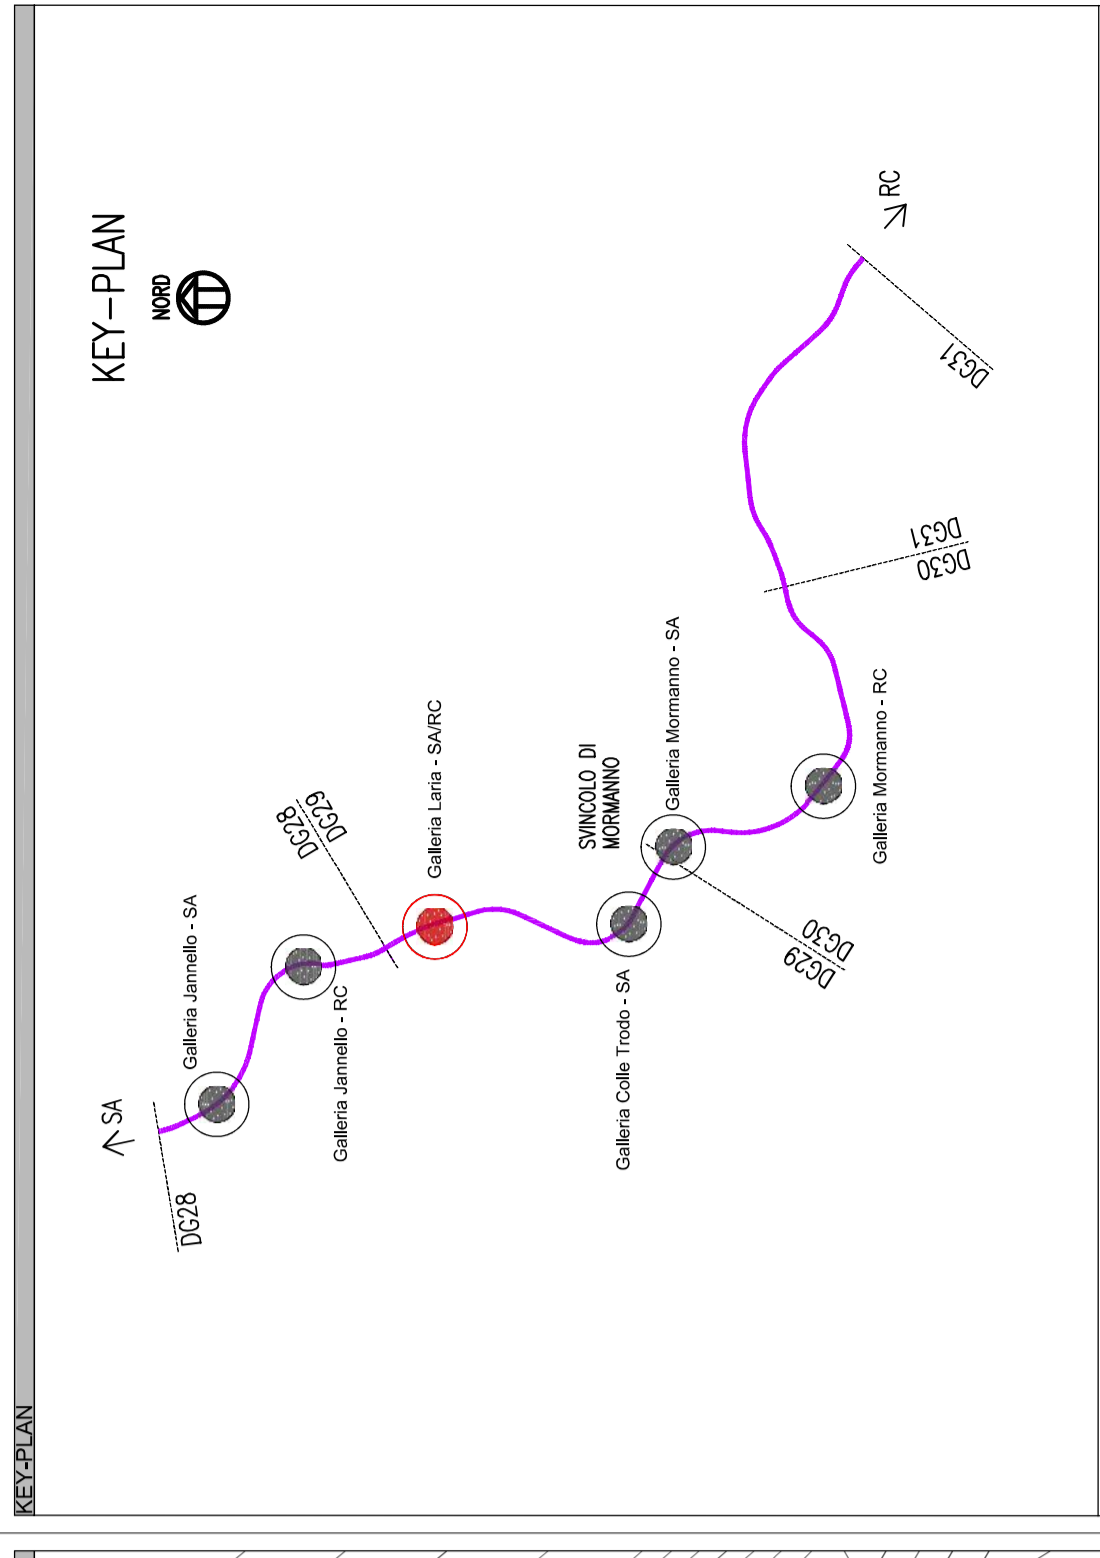 KEY-PLAN
KEY-PLAN
NORD
SA
DG28
Galleria Jannello - SA
Galleria Jannello - RC
DG28
DG29
Galleria Laria - SA/RC
SVINCOLO DI
MORMANNO
Galleria Colle Trodo - SA
Galleria Mormanno - SA
DG29
DG30
Galleria Mormanno - RC
DG30
DG31
DG31
RC